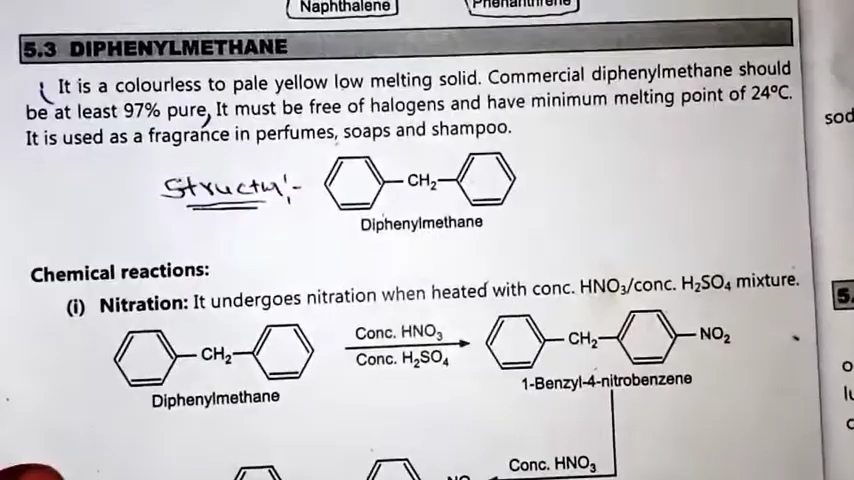 Naphthalene
Phenanthrene
5.3 DIPHENYLMETHANE
It is a colourless to pale yellow low melting solid. Commercial diphenylmethane should
be at least 97% pure, It must be free of halogens and have minimum melting point of 24°C.
It is used as a fragrance in perfumes, soaps and shampoo.
sod
CH₂
Diphenylmethane
Chemical reactions:
(i) Nitration: It undergoes nitration when heated with conc. HNO₃/conc. H₂SO₄ mixture.
5.
CH₂
Conc. HNO₃
Conc. H₂SO₄
CH₂
NO₂
Diphenylmethane
1-Benzyl-4-nitrobenzene
Conc. HNO₃